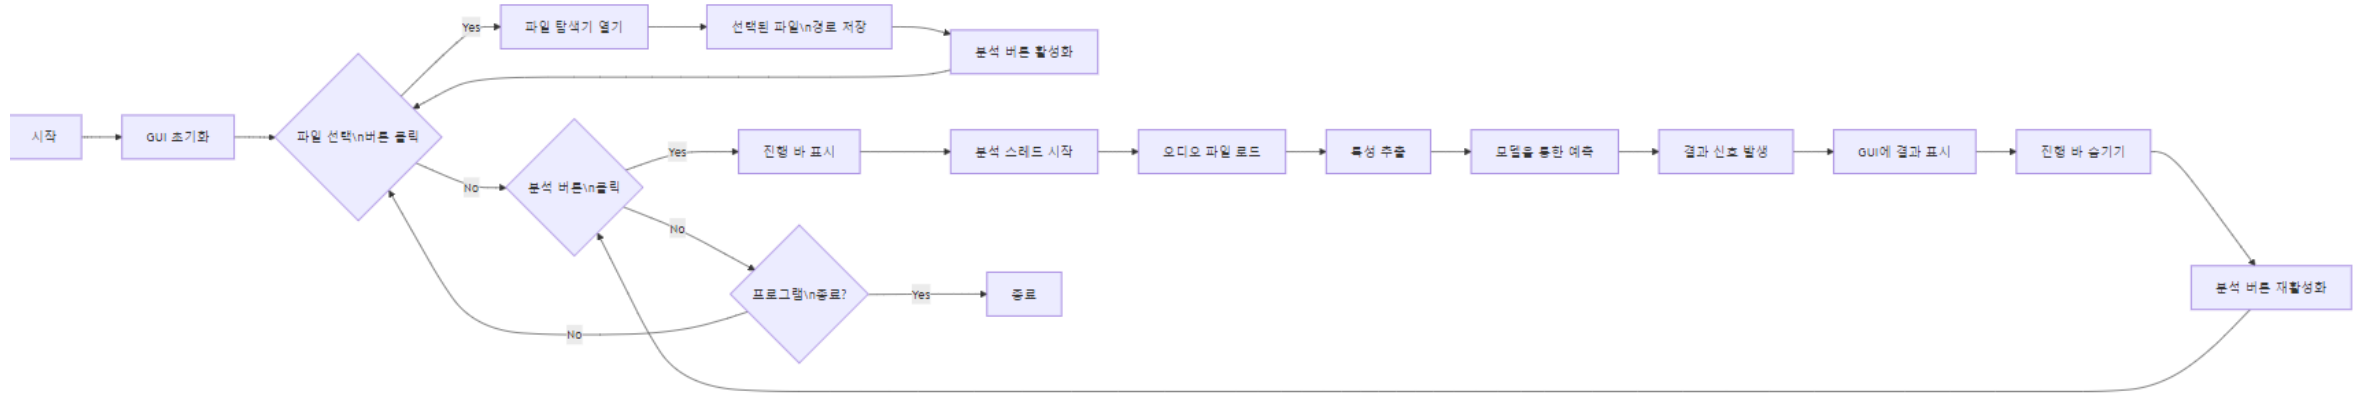 Yes
파일 탐색기 열기
선택된 파일\n경로 저장
분석 버튼 활성화
시작
GUI 초기화
파일 선택\n버튼 클릭
No
분석 버튼\n클릭
Yes
진행 바 표시
분석 스레드 시작
오디오 파일 로드
특성 추출
모델을 통한 예측
결과 신호 발생
GUI에 결과 표시
진행 바 숨기기
No
프로그램\n종료?
Yes
종료
분석 버튼 재활성화
No